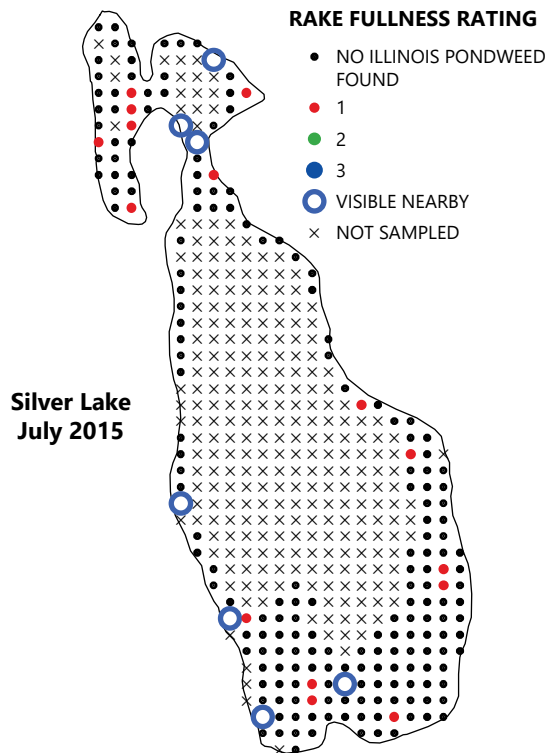 RAKE FULLNESS RATING
NO ILLINOIS PONDWEED
FOUND
1
2
3
VISIBLE NEARBY
NOT SAMPLED
Silver Lake
July 2015